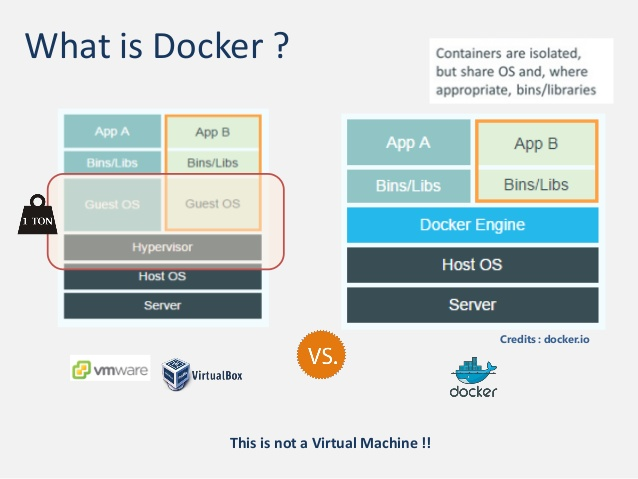 What is Docker ?
Containers are isolated,
but share OS and, where
appropriate, bins/libraries
App A
App B
Bins/Libs
Bins/Libs
Guest OS
Guest OS
1 TON
Hypervisor
Host OS
Server
App A
App B
Bins/Libs
Bins/Libs
Docker Engine
Host OS
Server
Credits : docker.io
VS.
vmware
VirtualBox
docker
This is not a Virtual Machine !!